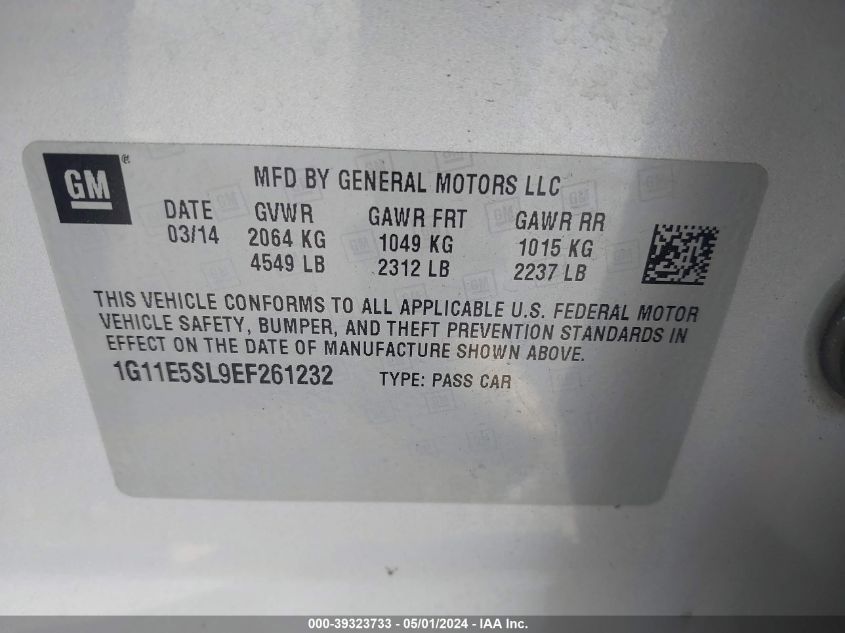 GM®
MFD BY GENERAL MOTORS LLC
DATE GVWR GAWR FRT GAWR RR
03/14 2064 KG 1049 KG 1015 KG
4549 LB 2312 LB 2237 LB
THIS VEHICLE CONFORMS TO ALL APPLICABLE U.S. FEDERAL MOTOR
VEHICLE SAFETY, BUMPER, AND THEFT PREVENTION STANDARDS IN
EFFECT ON THE DATE OF MANUFACTURE SHOWN ABOVE.
1G11E5SL9EF261232 TYPE: PASS CAR
000-39323733 - 05/01/2024 - IAA Inc.